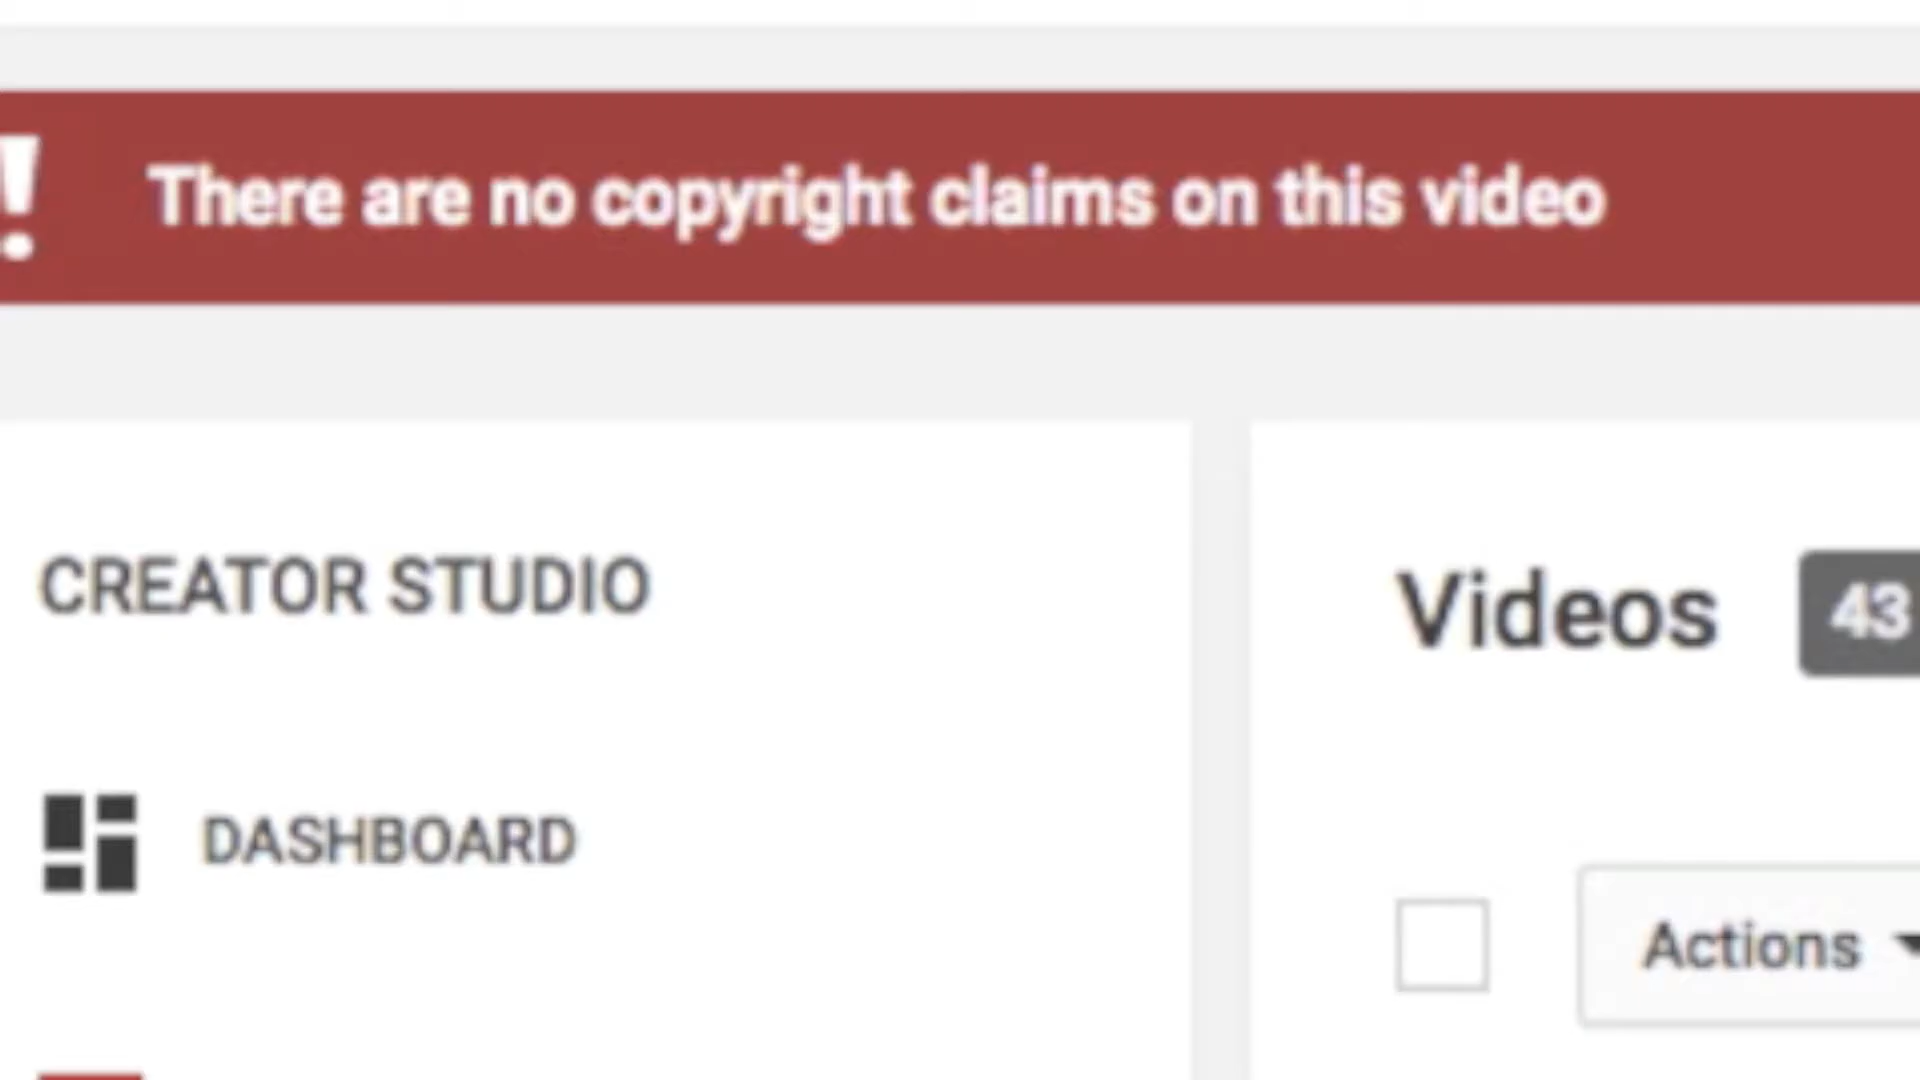 ! There are no copyright claims on this video
CREATOR STUDIO
Videos 43
DASHBOARD
Actions